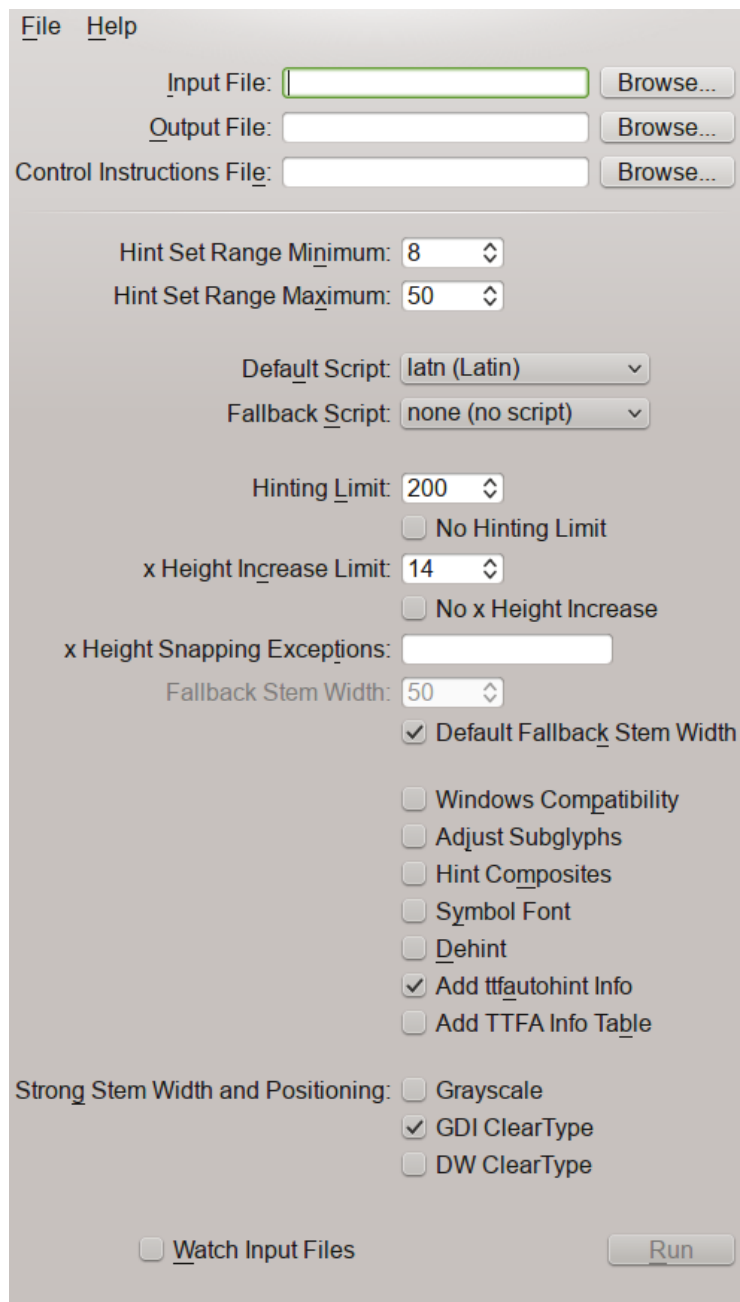 File Help
Input File: Browse...
Output File: Browse...
Control Instructions File: Browse...
Hint Set Range Minimum: 8
Hint Set Range Maximum: 50
Default Script: latn (Latin)
Fallback Script: none (no script)
Hinting Limit: 200
No Hinting Limit
x Height Increase Limit: 14
No x Height Increase
x Height Snapping Exceptions:
Fallback Stem Width: 50
Default Fallback Stem Width
Windows Compatibility
Adjust Subglyphs
Hint Composites
Symbol Font
Dehint
Add ttfautohint Info
Add TTFA Info Table
Strong Stem Width and Positioning: Grayscale
GDI ClearType
DW ClearType
Watch Input Files Run